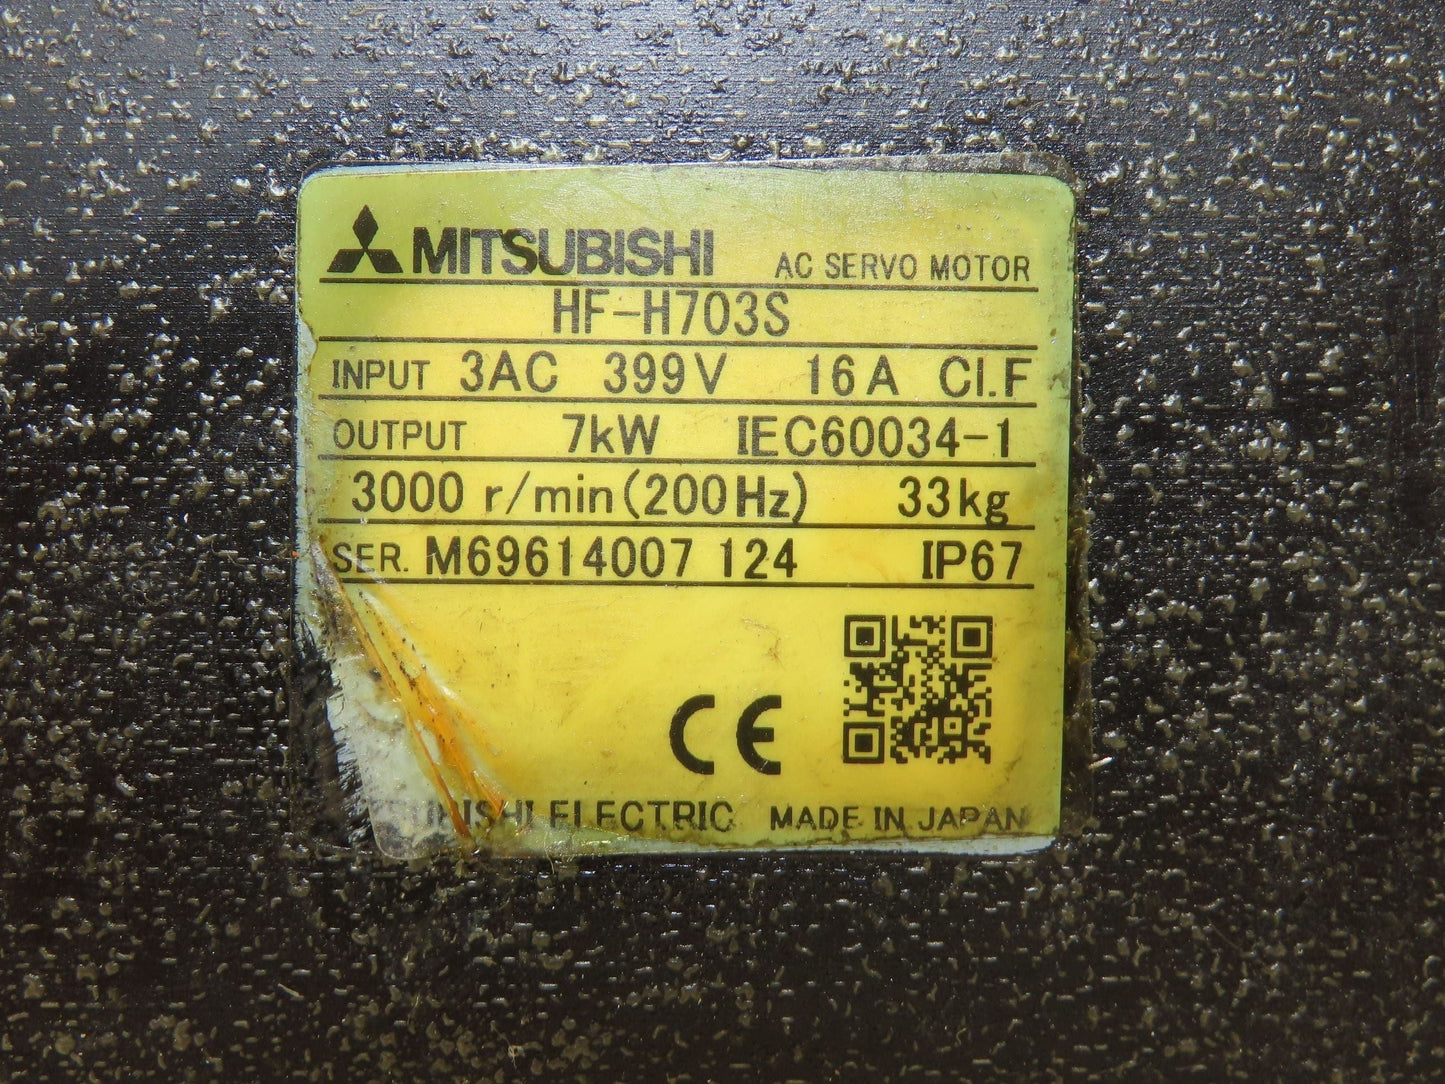 MITSUBISHI AC SERVO MOTOR
HF-H703S
INPUT 3AC 399V 16A Cl.F
OUTPUT 7kW IEC60034-1
3000 r/min (200Hz) 33kg
SER. M69614007 124 IP67
CE
ELECTRIC MADE IN JAPAN